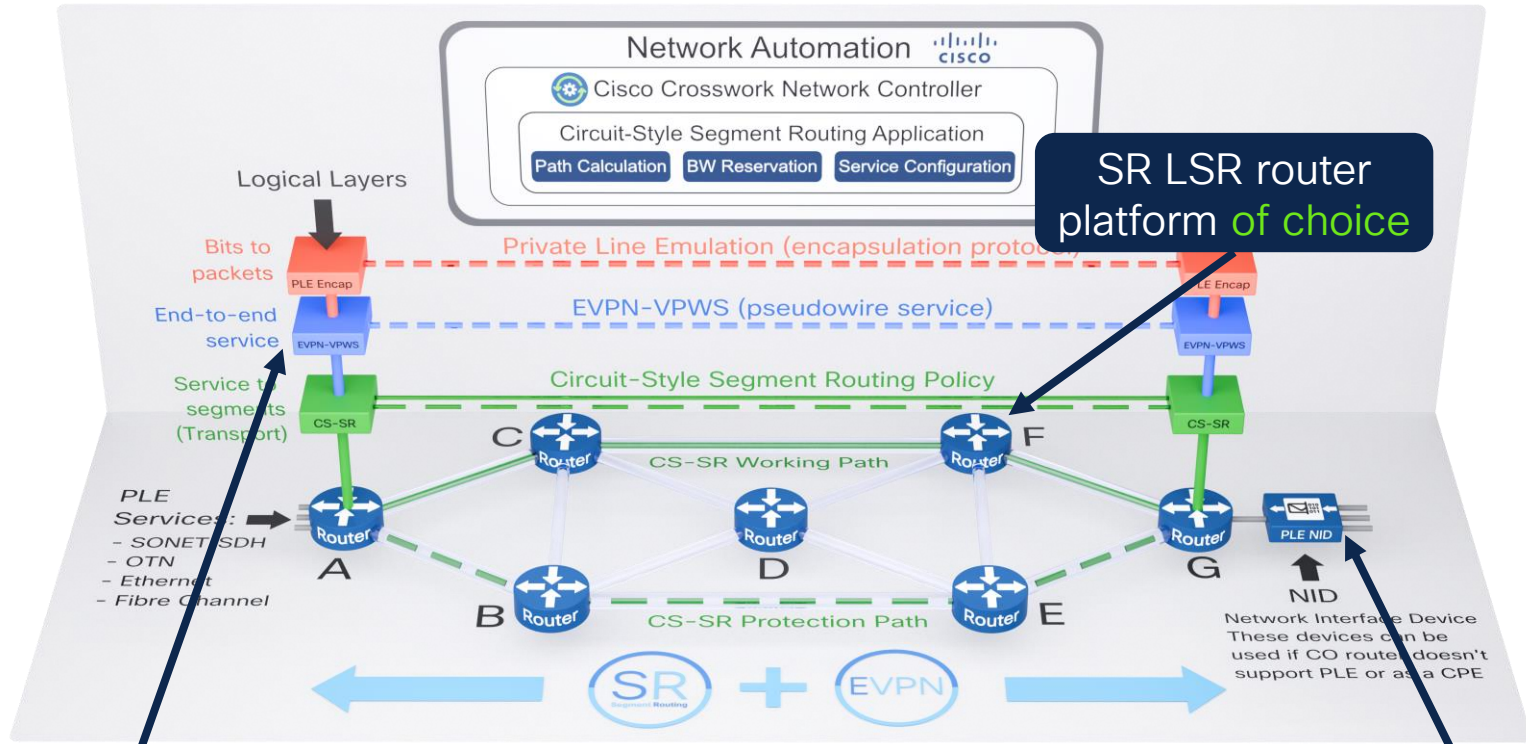 Network Automation
CISCO
Cisco Crosswork Network Controller
Circuit-Style Segment Routing Application
Path Calculation
BW Reservation
Service Configuration
SR LSR router
platform of choice
Logical Layers
Bits to
packets
PLE Encap
Private Line Emulation (encapsulation protocol)
LE Encap
End-to-end
service
EVPN-VPWS
EVPN-VPWS (pseudowire service)
EVPN-VPWS
Service to
segments
(Transport)
CS-SR
Circuit-Style Segment Routing Policy
CS-SR
C
Router
CS-SR Working Path
F
Router
PLE
Services:
- SONET/SDH
- OTN
- Ethernet
- Fibre Channel
Router
A
Router
D
Router
G
PLE NID
NID
Network Interface Device
These devices can be
used if CO router doesn't
support PLE or as a CPE
B
Router
CS-SR Protection Path
Router
E
SR
Segment Routing
EVPN